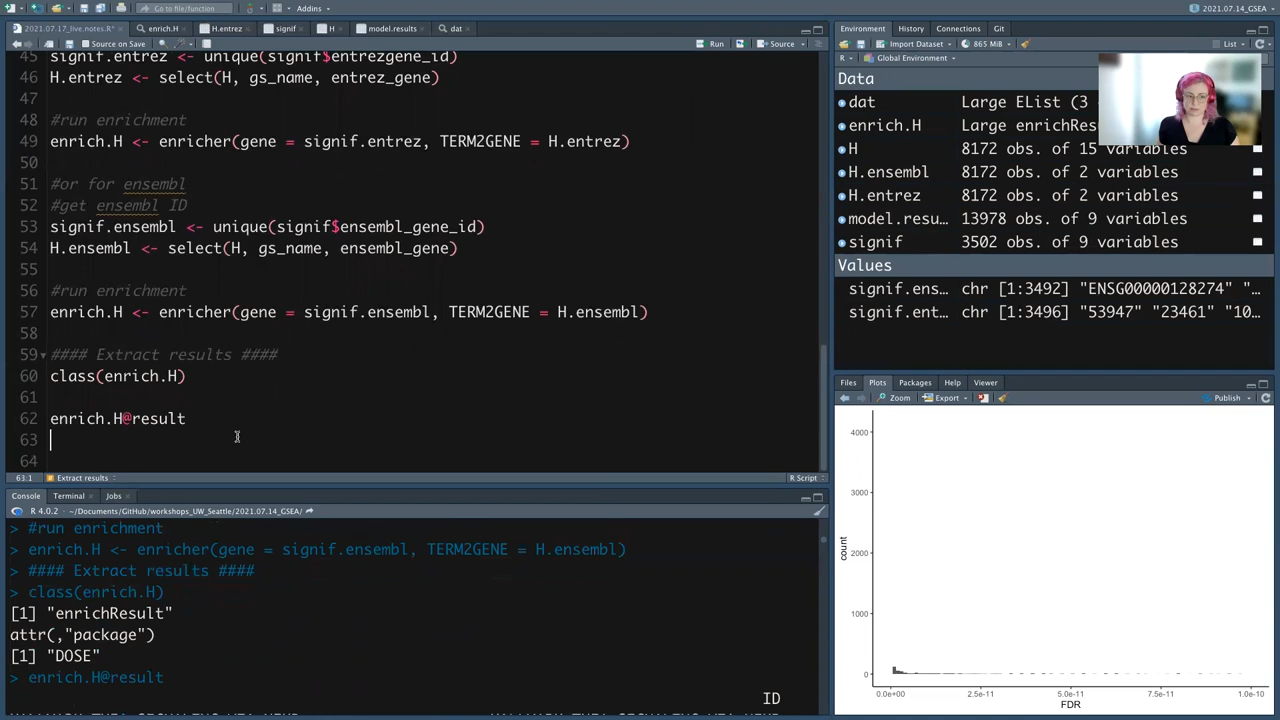 Go to file/function
Addins
2021.07.14_GSEA
2021.07.17_live.notes.R*
enrich.H
H.entrez
signif
H
model.results
dat
Source on Save
Run
Source
45 signif.entrez <- unique(signif$entrezgene_id)
46 H.entrez <- select(H, gs_name, entrez_gene)
47
48 #run enrichment
49 enrich.H <- enricher(gene = signif.entrez, TERM2GENE = H.entrez)
50
51 #or for ensembl
52 #get ensembl ID
53 signif.ensembl <- unique(signif$ensembl_gene_id)
54 H.ensembl <- select(H, gs_name, ensembl_gene)
55
56 #run enrichment
57 enrich.H <- enricher(gene = signif.ensembl, TERM2GENE = H.ensembl)
58
59 #### Extract results ####
60 class(enrich.H)
61
62 enrich.H@result
63
64
63:1 Extract results
R Script
Console Terminal Jobs
R 4.0.2 · ~/Documents/GitHub/workshops_UW_Seattle/2021.07.14_GSEA/
> #run enrichment
> enrich.H <- enricher(gene = signif.ensembl, TERM2GENE = H.ensembl)
> #### Extract results ####
> class(enrich.H)
[1] "enrichResult"
attr(,"package")
[1] "DOSE"
> enrich.H@result
ID
Environment History Connections Git
Import Dataset 865 MiB List
R Global Environment
Data
dat Large EList (3
enrich.H Large enrichRes
H 8172 obs. of 15 variables
H.ensembl 8172 obs. of 2 variables
H.entrez 8172 obs. of 2 variables
model.resu… 13978 obs. of 9 variables
signif 3502 obs. of 9 variables
Values
signif.ens… chr [1:3492] "ENSG00000128274" "…
signif.ent… chr [1:3496] "53947" "23461" "10…
Files Plots Packages Help Viewer
Zoom Export Publish
4000
3000
2000
1000
0
count
0.0e+00 2.5e-11 5.0e-11 7.5e-11 1.0e-10
FDR